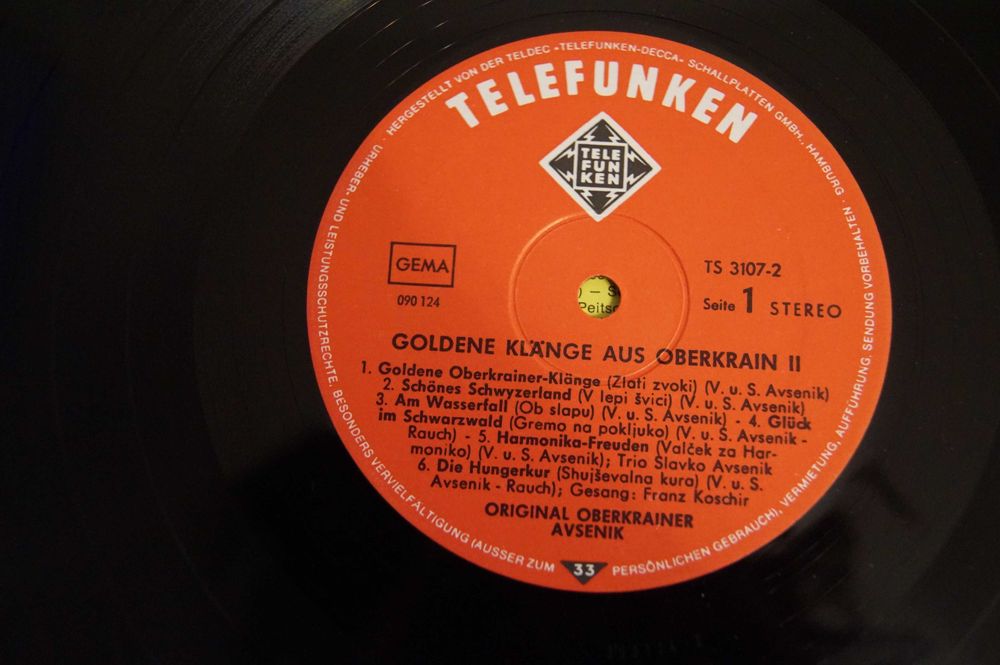 HERGESTELLT VON DER TELDEC »TELEFUNKEN-DECCA« SCHALLPLATTEN GMBH., HAMBURG · URHEBER- UND LEISTUNGSSCHUTZRECHTE, BESONDERS VERVIELFÄLTIGUNG (AUSSER ZUM PERSÖNLICHEN GEBRAUCH), VERMIETUNG, AUFFÜHRUNG, SENDUNG VORBEHALTEN ·
TELEFUNKEN
TELE
FUN
KEN
GEMA
090 124
TS 3107-2
Seite 1 STEREO
) – S
Peitsc
GOLDENE KLÄNGE AUS OBERKRAIN II
1. Goldene Oberkrainer-Klänge (Zlati zvoki) (V. u. S. Avsenik)
2. Schönes Schwyzerland (V lepi švici) (V. u. S. Avsenik)
3. Am Wasserfall (Ob slapu) (V. u. S. Avsenik) - 4. Glück
im Schwarzwald (Gremo na pokljuko) (V. u. S. Avsenik -
Rauch) - 5. Harmonika-Freuden (Valček za Har-
moniko) (V. u. S. Avsenik); Trio Slavko Avsenik
6. Die Hungerkur (Shujševalna kura) (V. u. S.
Avsenik - Rauch); Gesang: Franz Koschir
ORIGINAL OBERKRAINER
AVSENIK
33